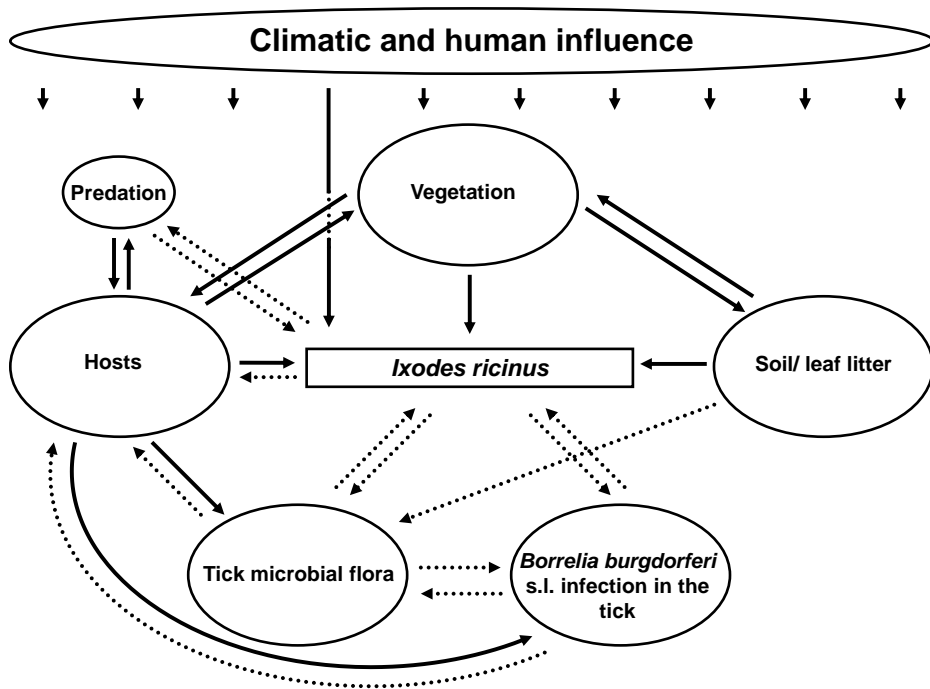 Climatic and human influence
Predation
Vegetation
Hosts
Ixodes ricinus
Soil/ leaf litter
Tick microbial flora
Borrelia burgdorferi
s.l. infection in the
tick